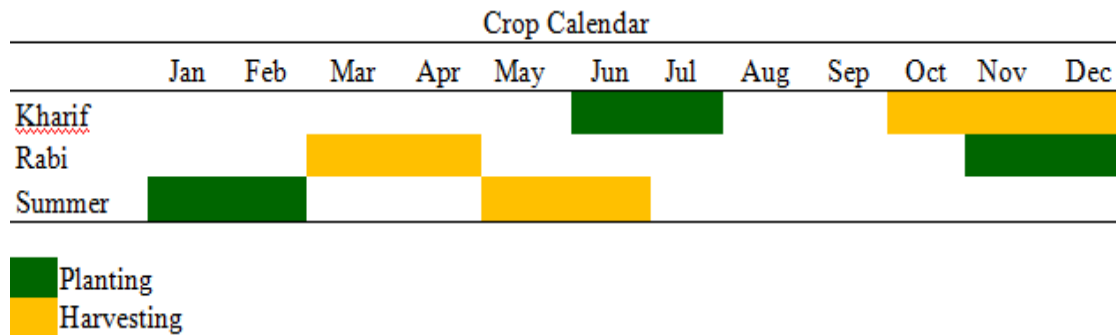 Crop Calendar
Jan Feb Mar Apr May Jun Jul Aug Sep Oct Nov Dec
Kharif
Rabi
Summer
Planting
Harvesting